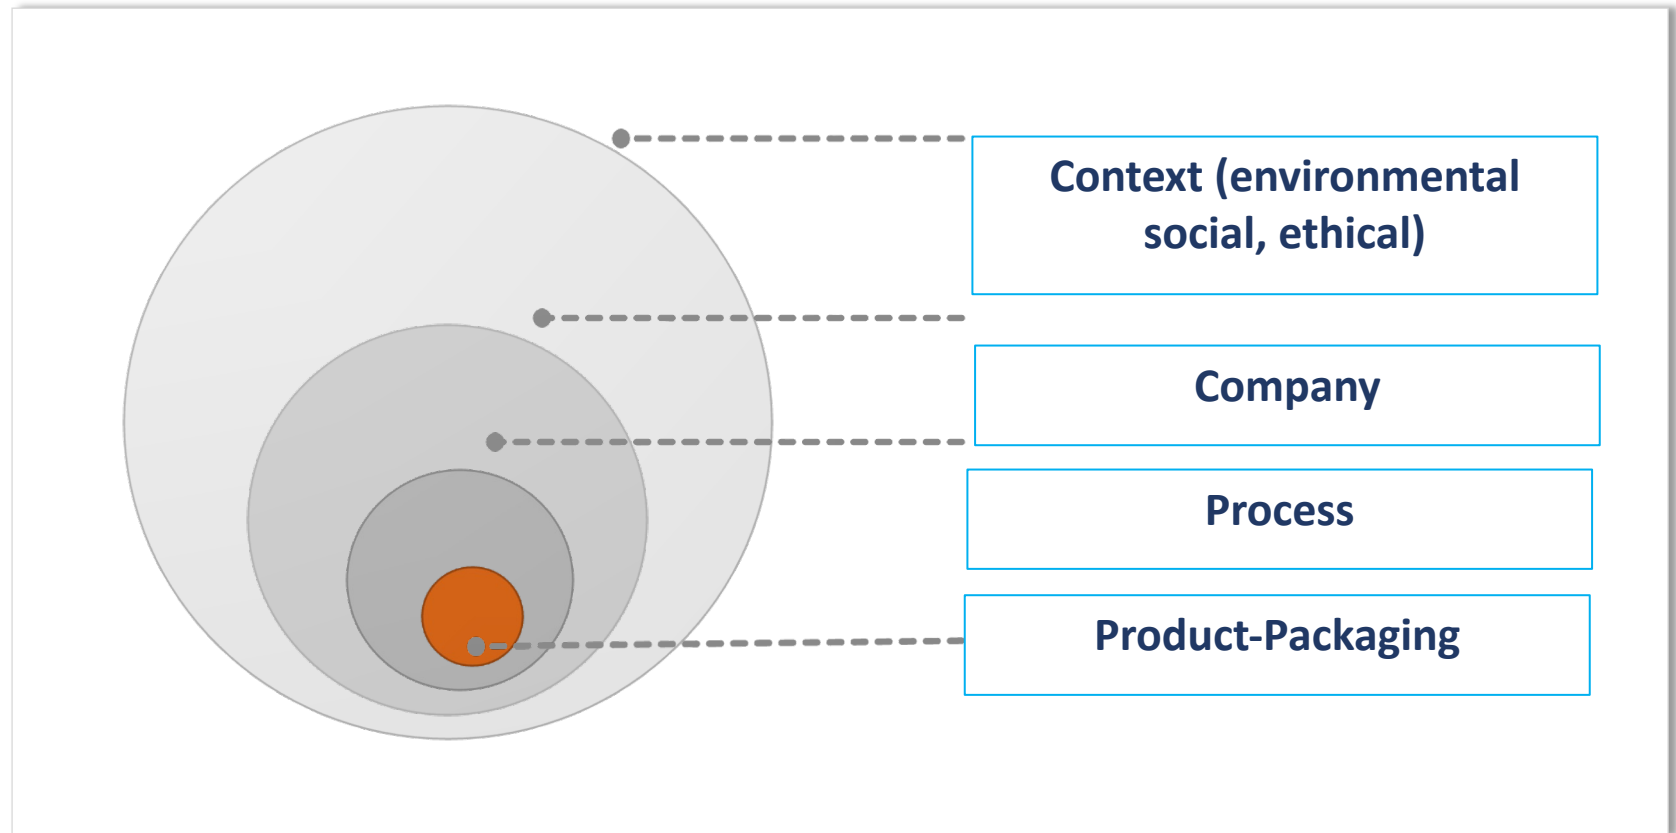 Context (environmental
social, ethical)
Company
Process
Product-Packaging